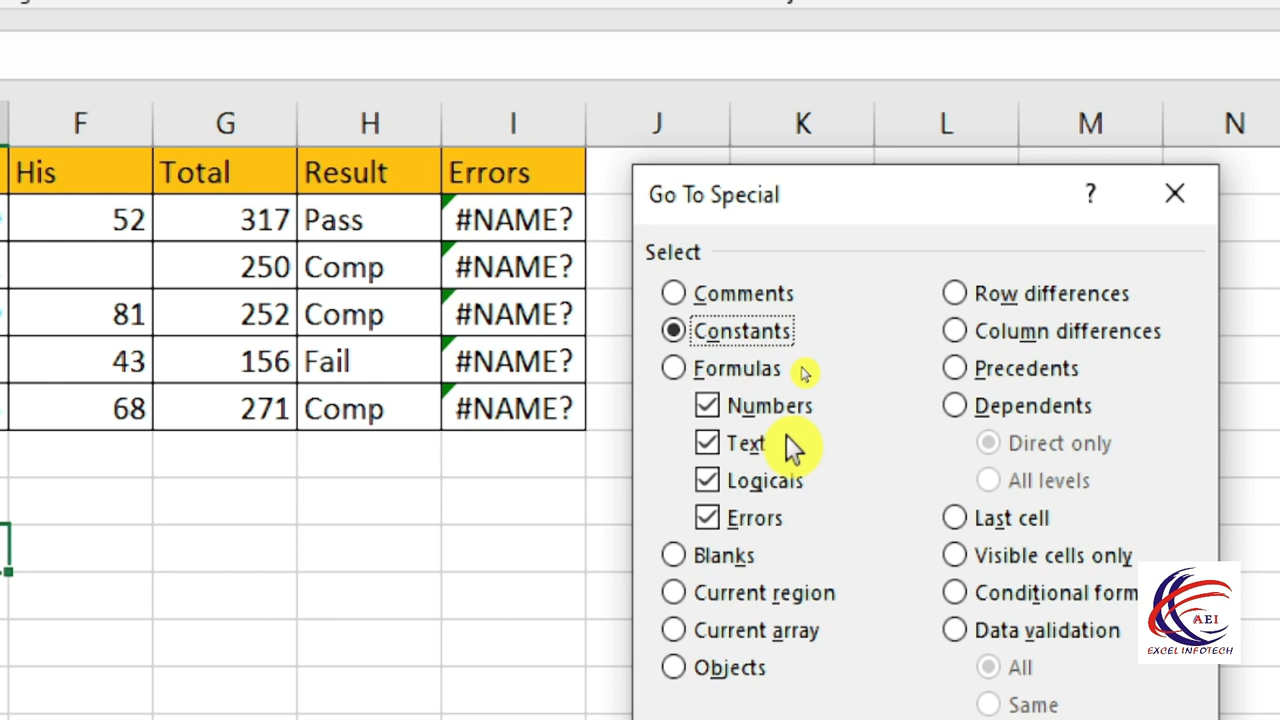 F G H I J K L M N
His Total Result Errors
52 317 Pass #NAME?
250 Comp #NAME?
81 252 Comp #NAME?
43 156 Fail #NAME?
68 271 Comp #NAME?
Go To Special ?
Select
Comments
Constants
Formulas
Numbers
Text
Logicals
Errors
Blanks
Current region
Current array
Objects
Row differences
Column differences
Precedents
Dependents
Direct only
All levels
Last cell
Visible cells only
Conditional form
Data validation
All
Same
AEI
EXCEL INFOTECH